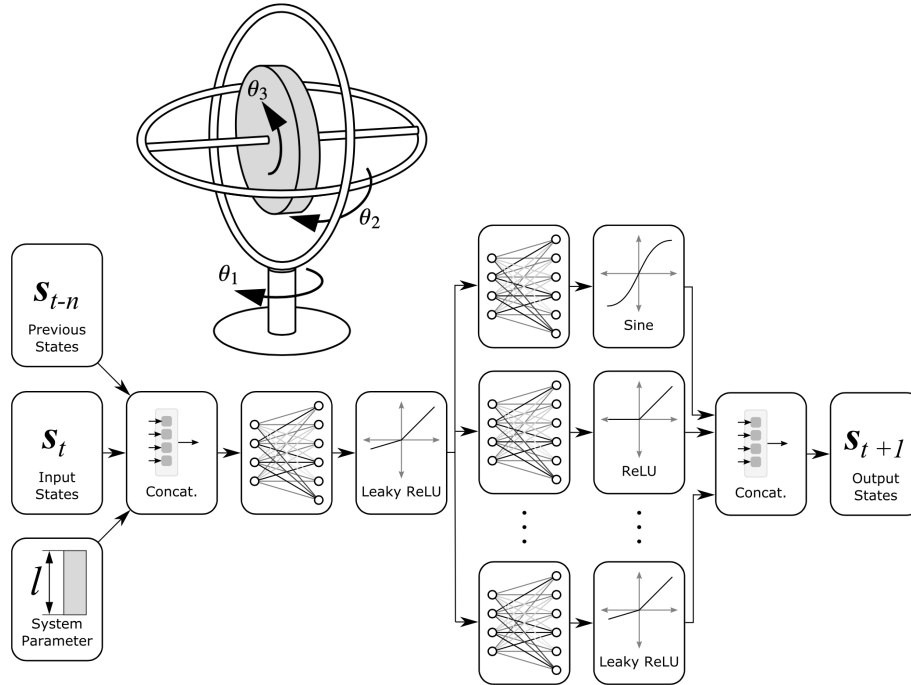 θ3
θ2
θ1
st-n
Previous
States
st
Input
States
l
System
Parameter
Concat.
Leaky ReLU
Sine
ReLU
Leaky ReLU
Concat.
st+1
Output
States